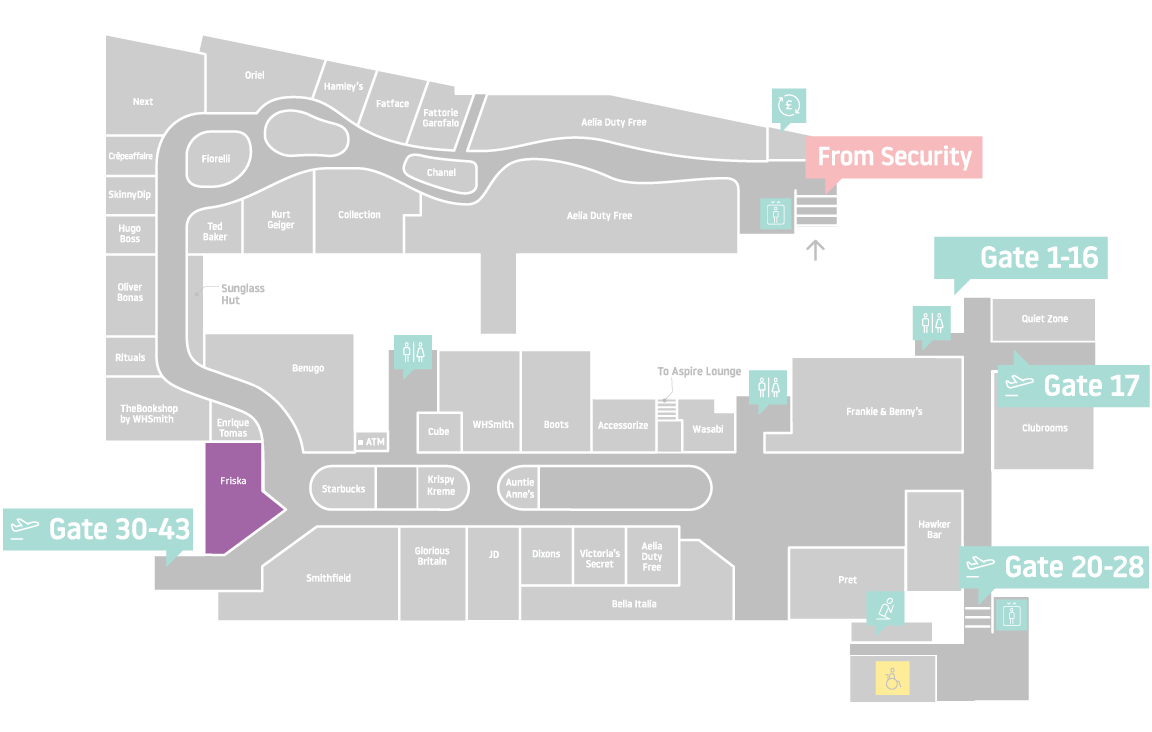 Oriel
Next
Hamley's
Fatface
Fattorie
Garofalo
Aelia Duty Free
£
From Security
Crêpeaffaire
Fiorelli
Chanel
SkinnyDip
Hugo
Boss
Ted
Baker
Kurt
Geiger
Collection
Aelia Duty Free
Gate 1-16
Oliver
Bonas
Sunglass
Hut
Quiet Zone
Rituals
Benugo
To Aspire Lounge
Gate 17
TheBookshop
by WHSmith
Enrique
Tomas
ATM
Cube
WHSmith
Boots
Accessorize
Wasabi
Frankie & Benny's
Clubrooms
Friska
Starbucks
Krispy
Kreme
Auntie
Anne's
Gate 30-43
Hawker
Bar
Glorious
Britain
JD
Dixons
Victoria's
Secret
Aelia
Duty
Free
Gate 20-28
Smithfield
Pret
Bella Italia